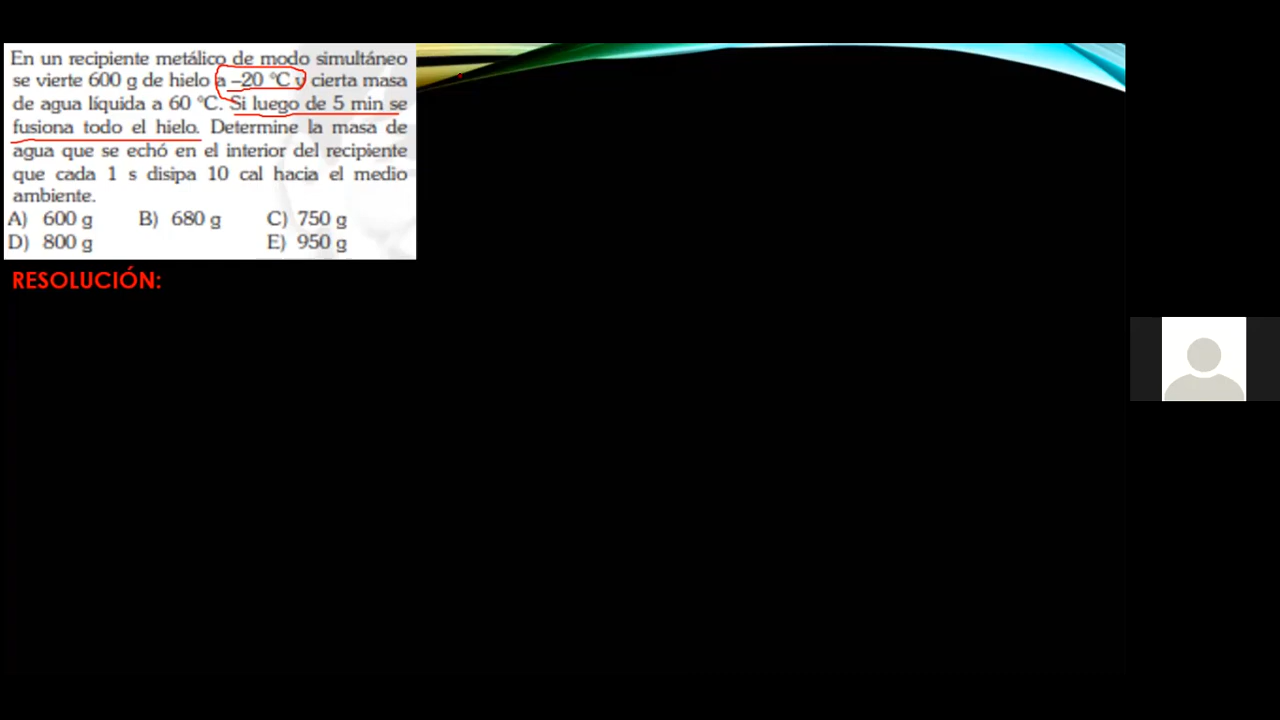 En un recipiente metálico de modo simultáneo
se vierte 600 g de hielo a –20 °C y cierta masa
de agua líquida a 60 °C. Si luego de 5 min se
fusiona todo el hielo. Determine la masa de
agua que se echó en el interior del recipiente
que cada 1 s disipa 10 cal hacia el medio
ambiente.
A) 600 g B) 680 g C) 750 g
D) 800 g E) 950 g
RESOLUCIÓN: